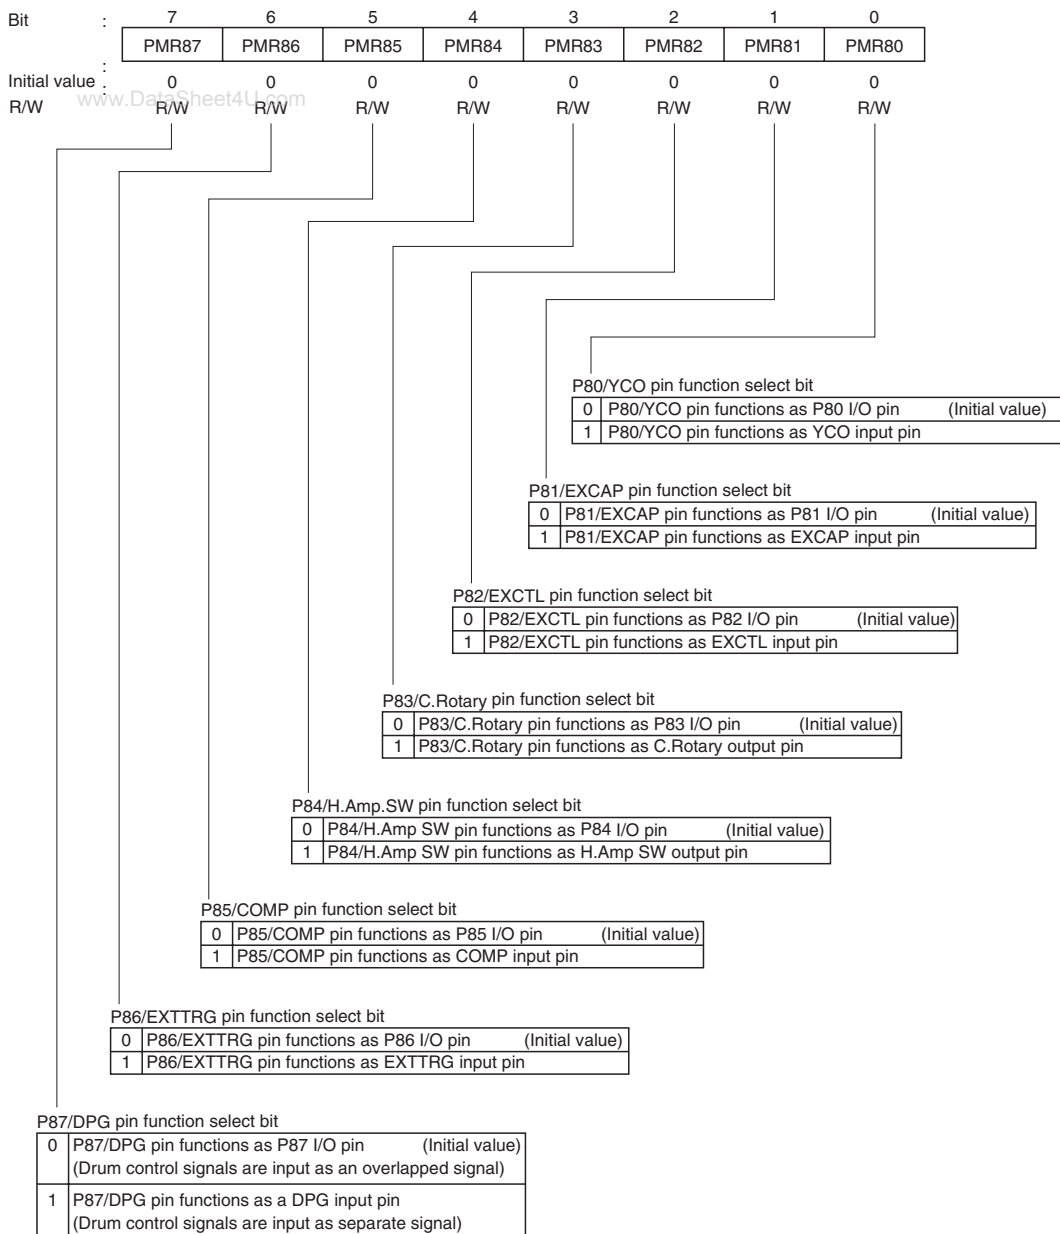 Bit : 7 6 5 4 3 2 1 0
PMR87 PMR86 PMR85 PMR84 PMR83 PMR82 PMR81 PMR80
:
Initial value : 0 0 0 0 0 0 0 0
www.DataSheet4U.com
R/W R/W R/W R/W R/W R/W R/W R/W R/W
P80/YCO pin function select bit
0 P80/YCO pin functions as P80 I/O pin (Initial value)
1 P80/YCO pin functions as YCO input pin
P81/EXCAP pin function select bit
0 P81/EXCAP pin functions as P81 I/O pin (Initial value)
1 P81/EXCAP pin functions as EXCAP input pin
P82/EXCTL pin function select bit
0 P82/EXCTL pin functions as P82 I/O pin (Initial value)
1 P82/EXCTL pin functions as EXCTL input pin
P83/C.Rotary pin function select bit
0 P83/C.Rotary pin functions as P83 I/O pin (Initial value)
1 P83/C.Rotary pin functions as C.Rotary output pin
P84/H.Amp.SW pin function select bit
0 P84/H.Amp SW pin functions as P84 I/O pin (Initial value)
1 P84/H.Amp SW pin functions as H.Amp SW output pin
P85/COMP pin function select bit
0 P85/COMP pin functions as P85 I/O pin (Initial value)
1 P85/COMP pin functions as COMP input pin
P86/EXTTRG pin function select bit
0 P86/EXTTRG pin functions as P86 I/O pin (Initial value)
1 P86/EXTTRG pin functions as EXTTRG input pin
P87/DPG pin function select bit
0 P87/DPG pin functions as P87 I/O pin (Initial value)
(Drum control signals are input as an overlapped signal)
1 P87/DPG pin functions as a DPG input pin
(Drum control signals are input as separate signal)